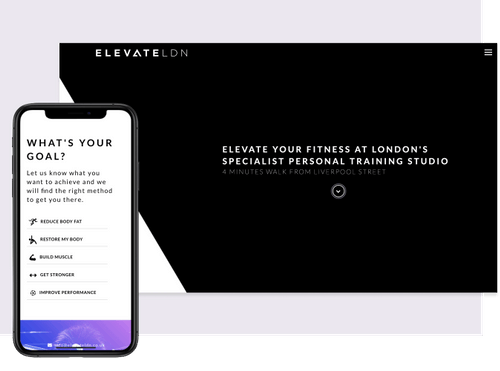 ELEVATELDN
ELEVATE YOUR FITNESS AT LONDON'S
SPECIALIST PERSONAL TRAINING STUDIO
4 MINUTES WALK FROM LIVERPOOL STREET
WHAT'S YOUR
GOAL?
Let us know what you
want to achieve and we
will find the right method
to get you there.
REDUCE BODY FAT
RESTORE MY BODY
BUILD MUSCLE
GET STRONGER
IMPROVE PERFORMANCE